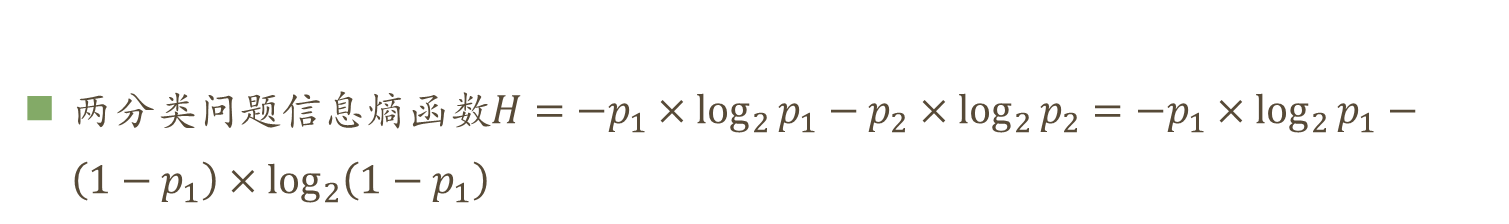 两分类问题信息熵函数H = −p₁ × log₂ p₁ − p₂ × log₂ p₂ = −p₁ × log₂ p₁ −
(1 − p₁) × log₂(1 − p₁)